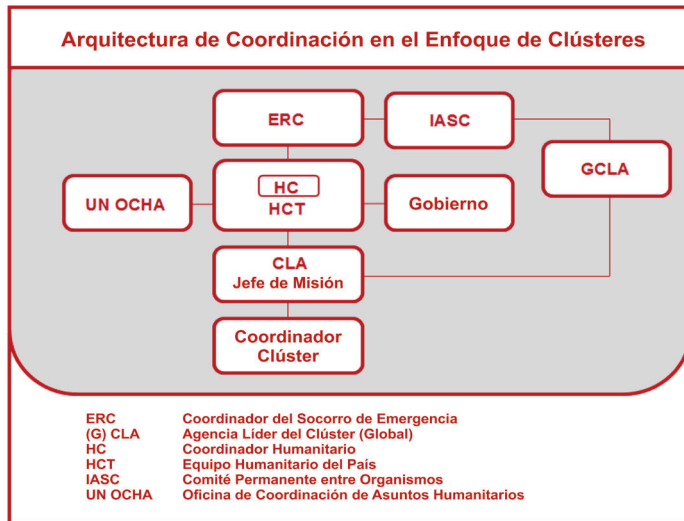 Arquitectura de Coordinación en el Enfoque de Clústeres
ERC
IASC
GCLA
UN OCHA
HC
HCT
Gobierno
CLA
Jefe de Misión
Coordinador
Clúster
ERC Coordinador del Socorro de Emergencia
(G) CLA Agencia Líder del Clúster (Global)
HC Coordinador Humanitario
HCT Equipo Humanitario del País
IASC Comité Permanente entre Organismos
UN OCHA Oficina de Coordinación de Asuntos Humanitarios